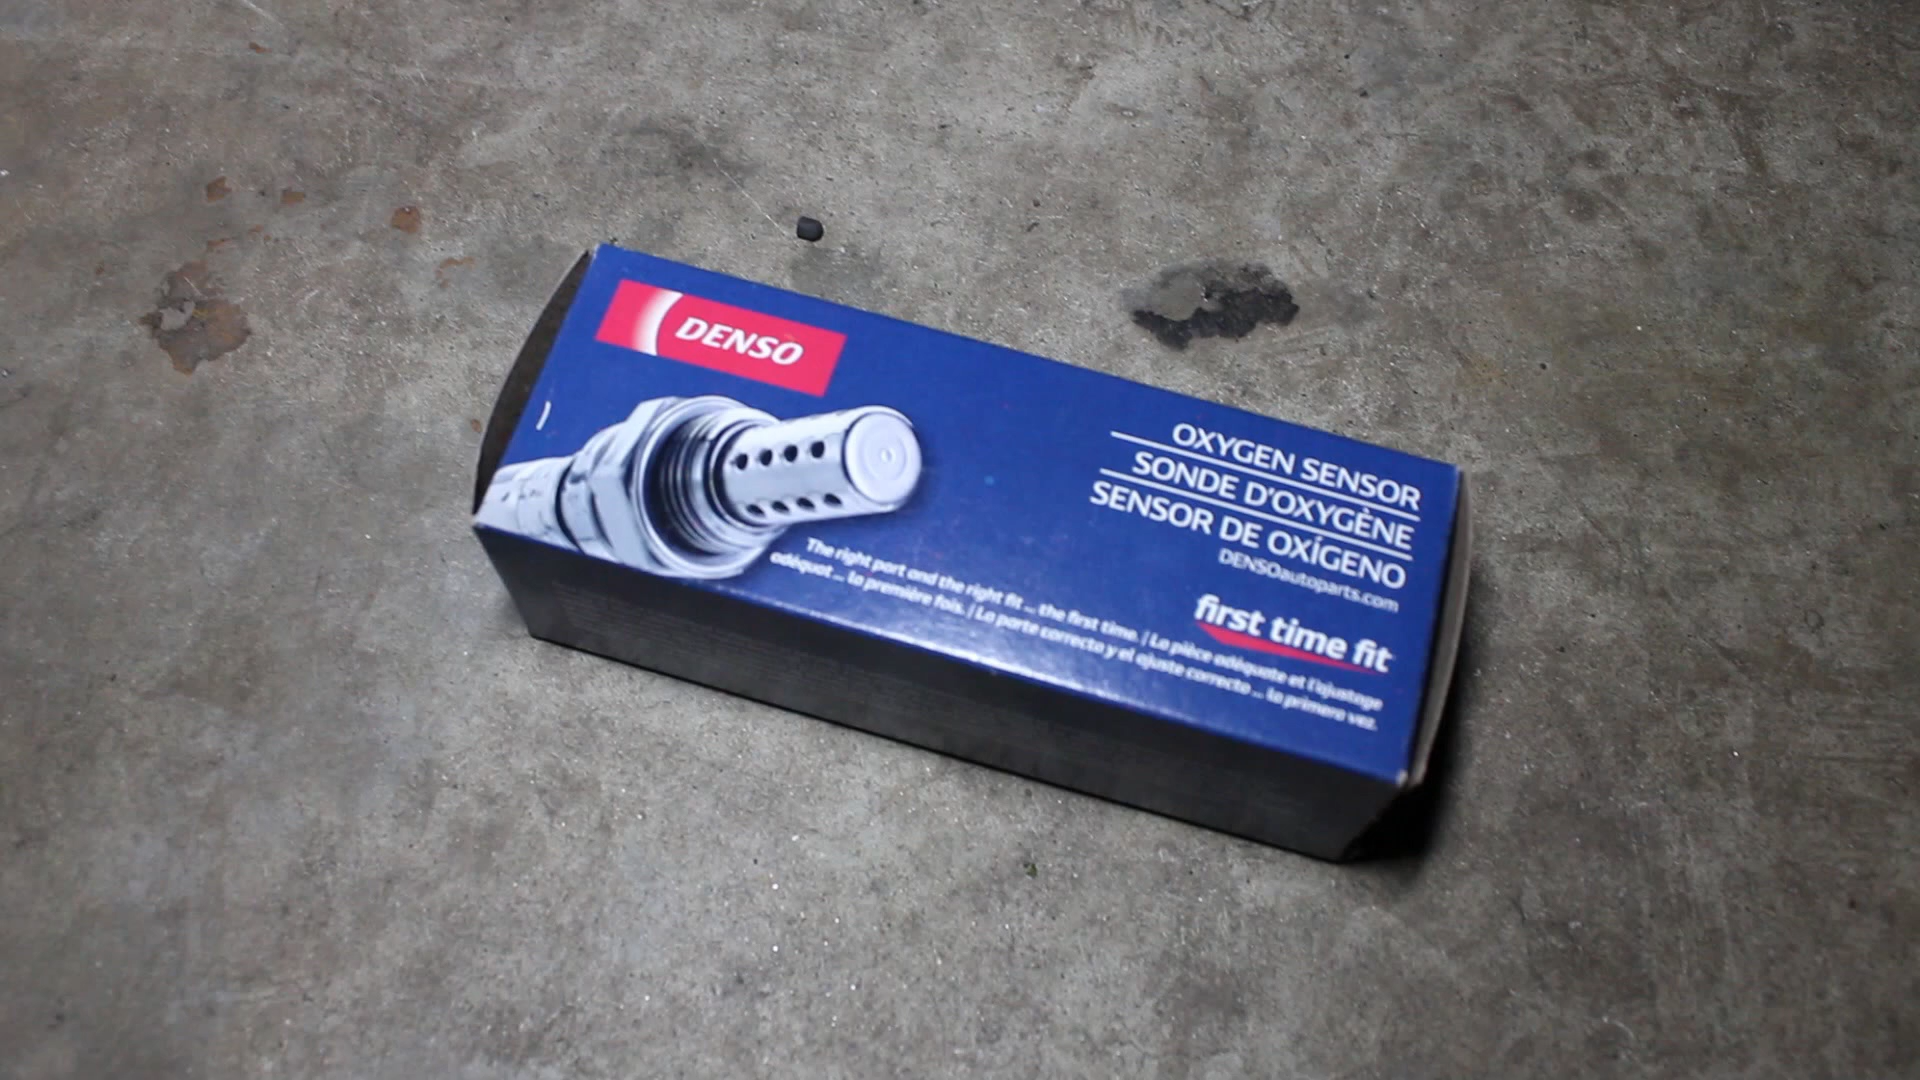 DENSO
OXYGEN SENSOR
SONDE D'OXYGÈNE
SENSOR DE OXÍGENO
DENSOautoparts.com
first time fit
The right part and the right fit ... the first time. / La pièce adéquate et l'ajustage
adéquat ... la première fois. / La parte correcta y el ajuste correcto ... la primera vez.